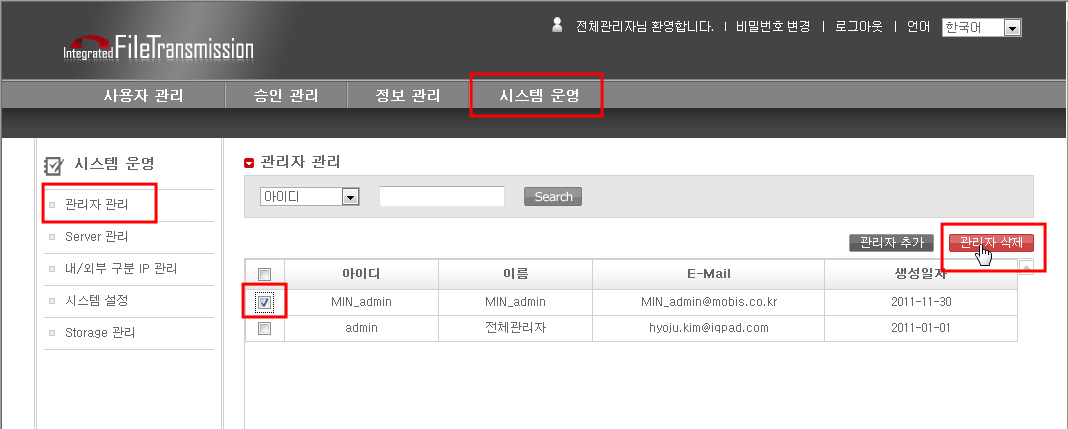 전체관리자님 환영합니다. | 비밀번호 변경 | 로그아웃 | 언어 한국어
Integrated FileTransmission
사용자 관리 승인 관리 정보 관리 시스템 운영
시스템 운영
관리자 관리
Server 관리
내/외부 구분 IP 관리
시스템 설정
Storage 관리
관리자 관리
아이디 Search
관리자 추가 관리자 삭제
아이디 이름 E-Mail 생성일자
MIN_admin MIN_admin MIN_admin@mobis.co.kr 2011-11-30
admin 전체관리자 hyoju.kim@iqpad.com 2011-01-01